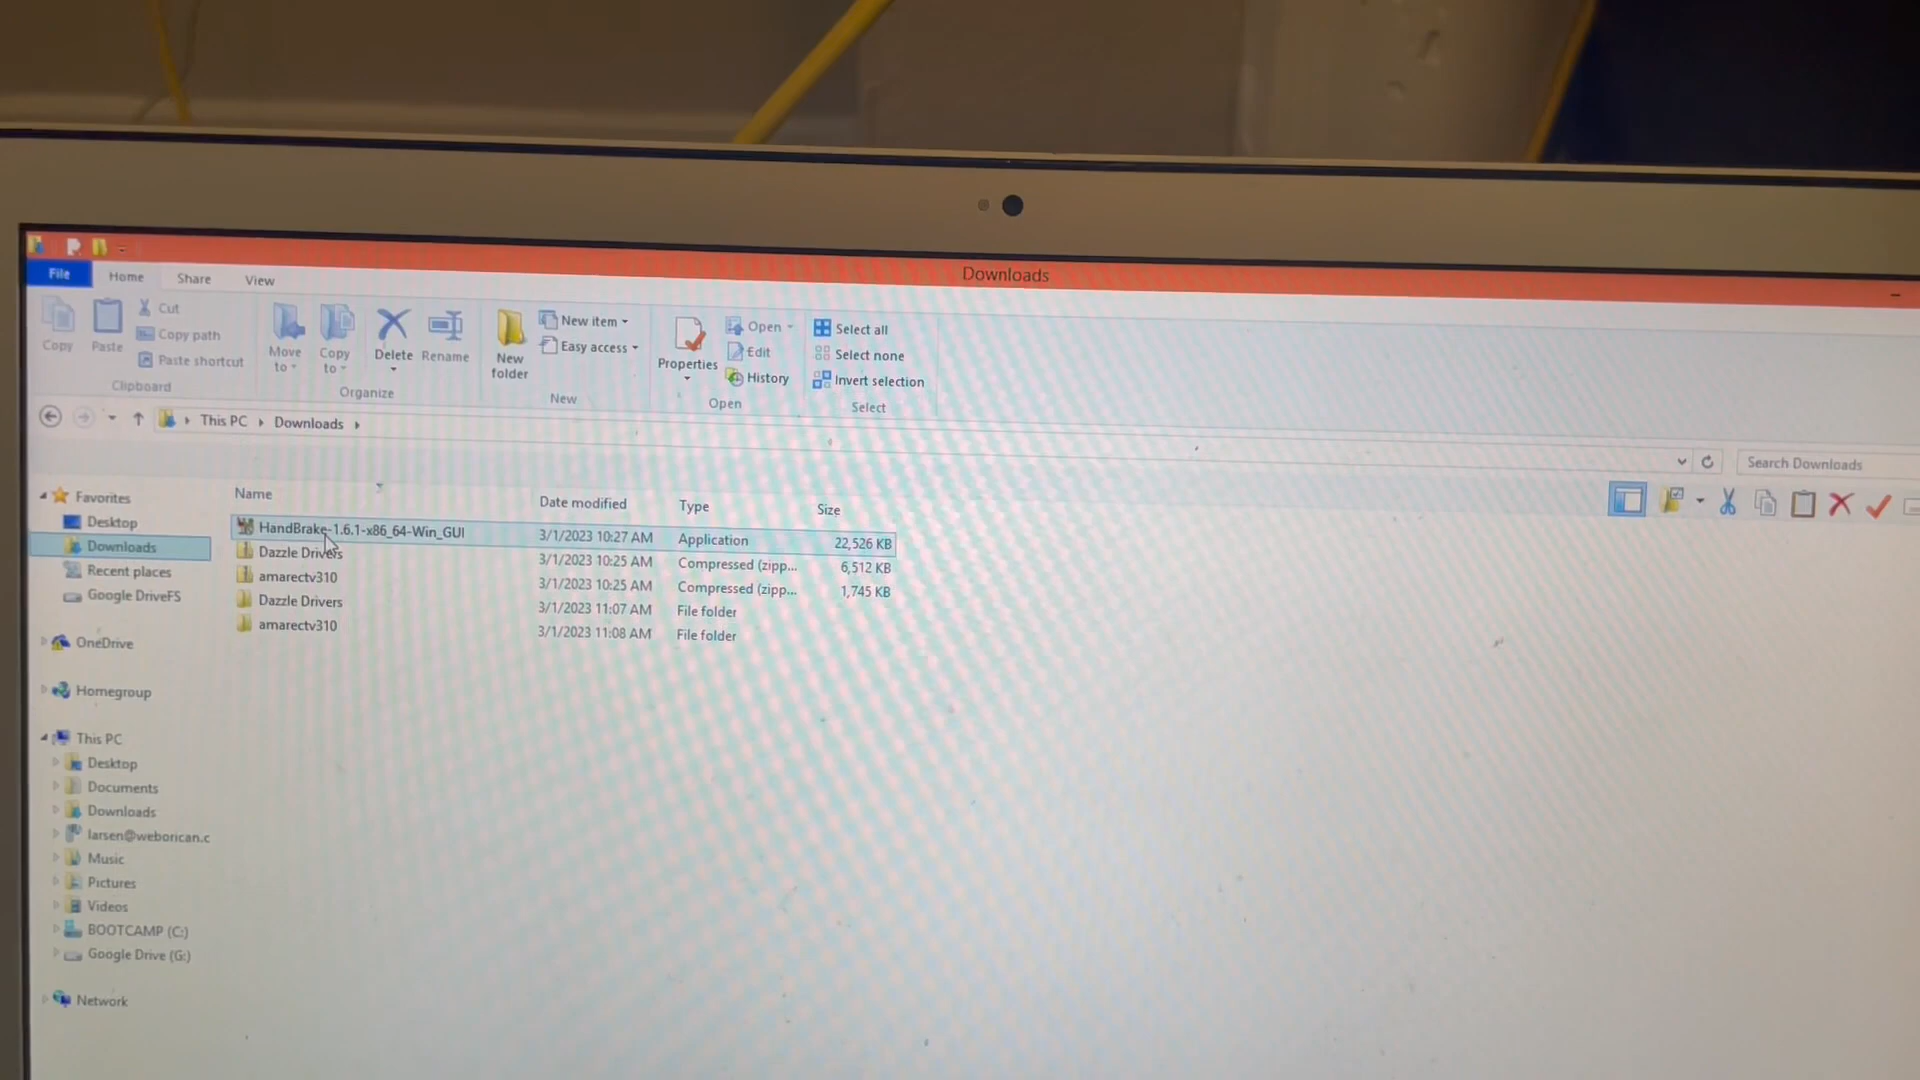 Downloads
File Home Share View
Copy
Paste
Cut
Copy path
Paste shortcut
Clipboard
Move to
Copy to
Delete
Rename
Organize
New folder
New item
Easy access
New
Properties
Open
Edit
History
Open
Select all
Select none
Invert selection
Select
This PC Downloads
Search Downloads
Name Date modified Type Size
HandBrake-1.6.1-x86_64-Win_GUI 3/1/2023 10:27 AM Application 22,526 KB
Dazzle Drivers 3/1/2023 10:25 AM Compressed (zipp... 6,512 KB
amarectv310 3/1/2023 10:25 AM Compressed (zipp... 1,745 KB
Dazzle Drivers 3/1/2023 11:07 AM File folder
amarectv310 3/1/2023 11:08 AM File folder
Favorites
Desktop
Downloads
Recent places
Google DriveFS
OneDrive
Homegroup
This PC
Desktop
Documents
Downloads
larsen@weborican.c
Music
Pictures
Videos
BOOTCAMP (C:)
Google Drive (G:)
Network